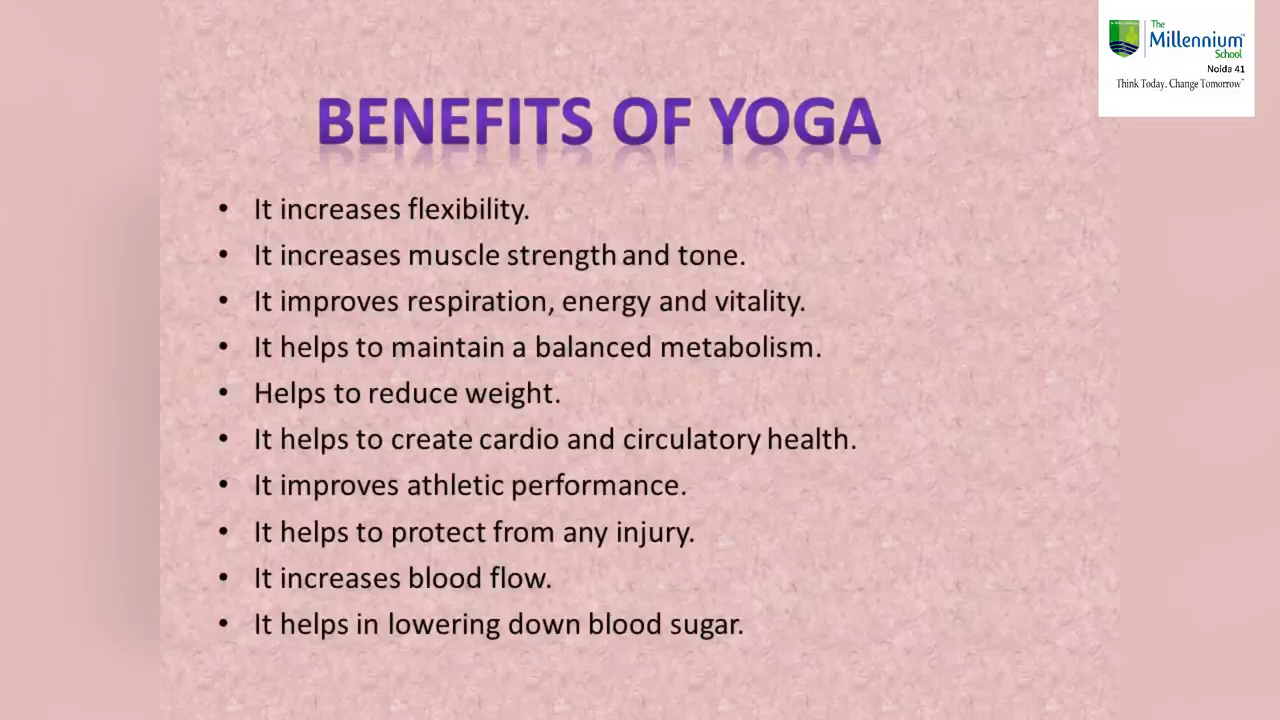 The
Millennium™
School
Noida 41
Think Today. Change Tomorrow™
BENEFITS OF YOGA
• It increases flexibility.
• It increases muscle strength and tone.
• It improves respiration, energy and vitality.
• It helps to maintain a balanced metabolism.
• Helps to reduce weight.
• It helps to create cardio and circulatory health.
• It improves athletic performance.
• It helps to protect from any injury.
• It increases blood flow.
• It helps in lowering down blood sugar.